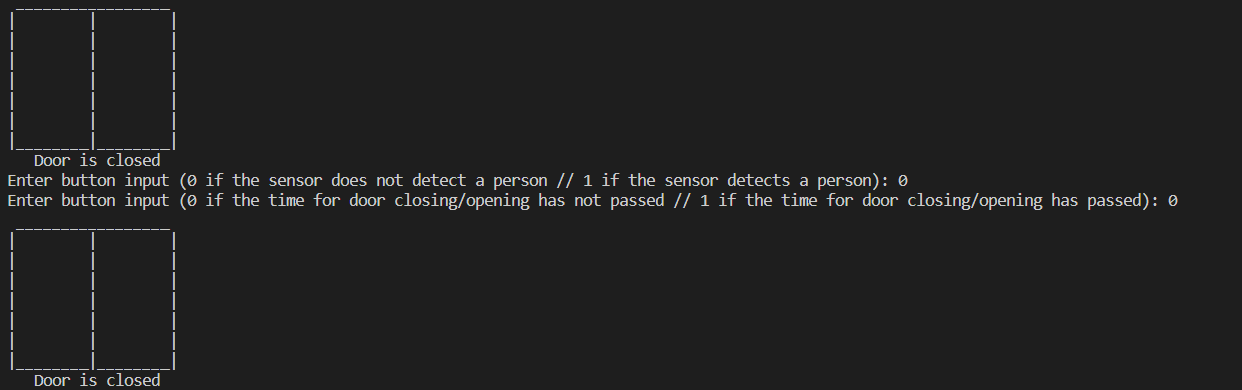 Door is closed
Enter button input (0 if the sensor does not detect a person // 1 if the sensor detects a person): 0
Enter button input (0 if the time for door closing/opening has not passed // 1 if the time for door closing/opening has passed): 0
Door is closed